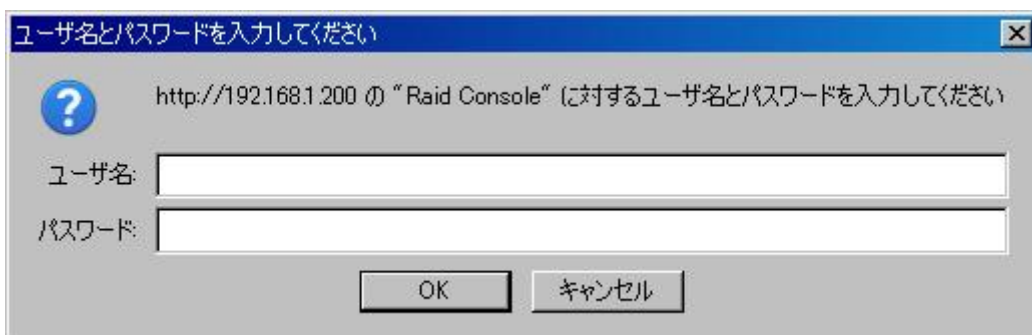 ユーザ名とパスワードを入力してください
http://192.168.1.200 の "Raid Console" に対するユーザ名とパスワードを入力してください
ユーザ名:
パスワード:
OK キャンセル